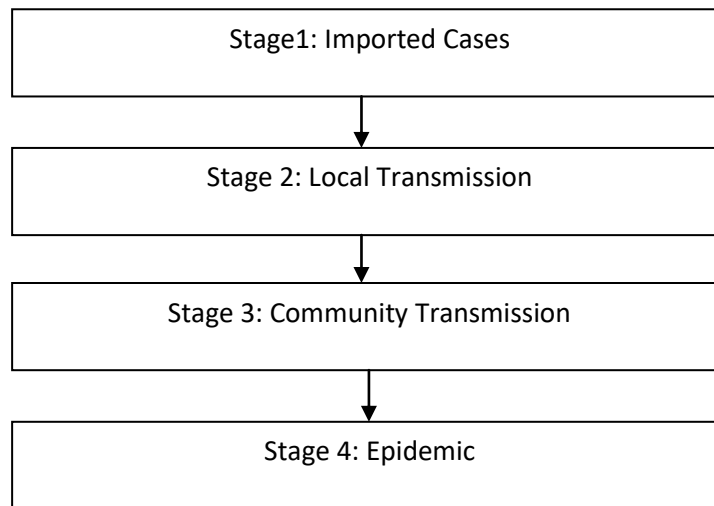 Stage1: Imported Cases
Stage 2: Local Transmission
Stage 3: Community Transmission
Stage 4: Epidemic